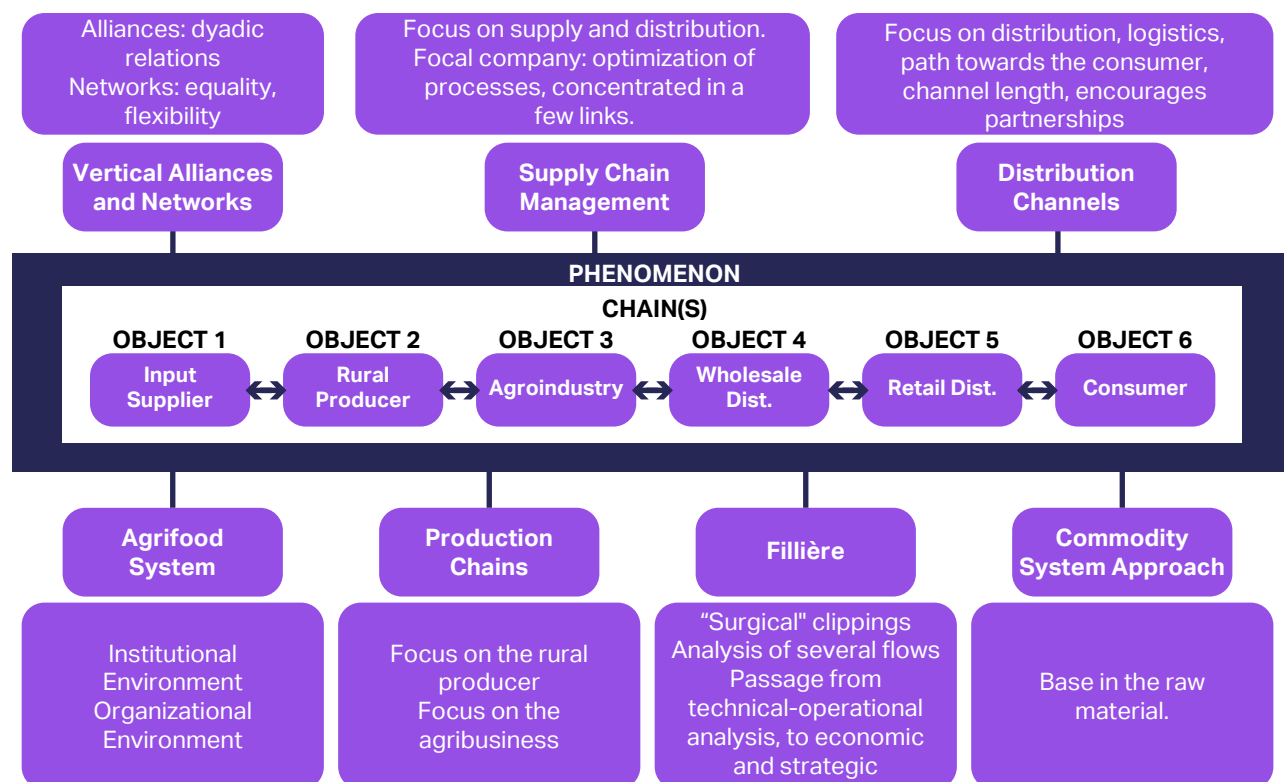 Alliances: dyadic
relations
Networks: equality,
flexibility
Focus on supply and distribution.
Focal company: optimization of
processes, concentrated in a
few links.
Focus on distribution, logistics,
path towards the consumer,
channel length, encourages
partnerships
Vertical Alliances
and Networks
Supply Chain
Management
Distribution
Channels
PHENOMENON
CHAIN(S)
OBJECT 1
OBJECT 2
OBJECT 3
OBJECT 4
OBJECT 5
OBJECT 6
Input
Supplier
Rural
Producer
Agroindustry
Wholesale
Dist.
Retail Dist.
Consumer
Agrifood
System
Production
Chains
Fillière
Commodity
System Approach
Institutional
Environment
Organizational
Environment
Focus on the rural
producer
Focus on the
agribusiness
“Surgical" clippings
Analysis of several flows
Passage from
technical-operational
analysis, to economic
and strategic
Base in the raw
material.